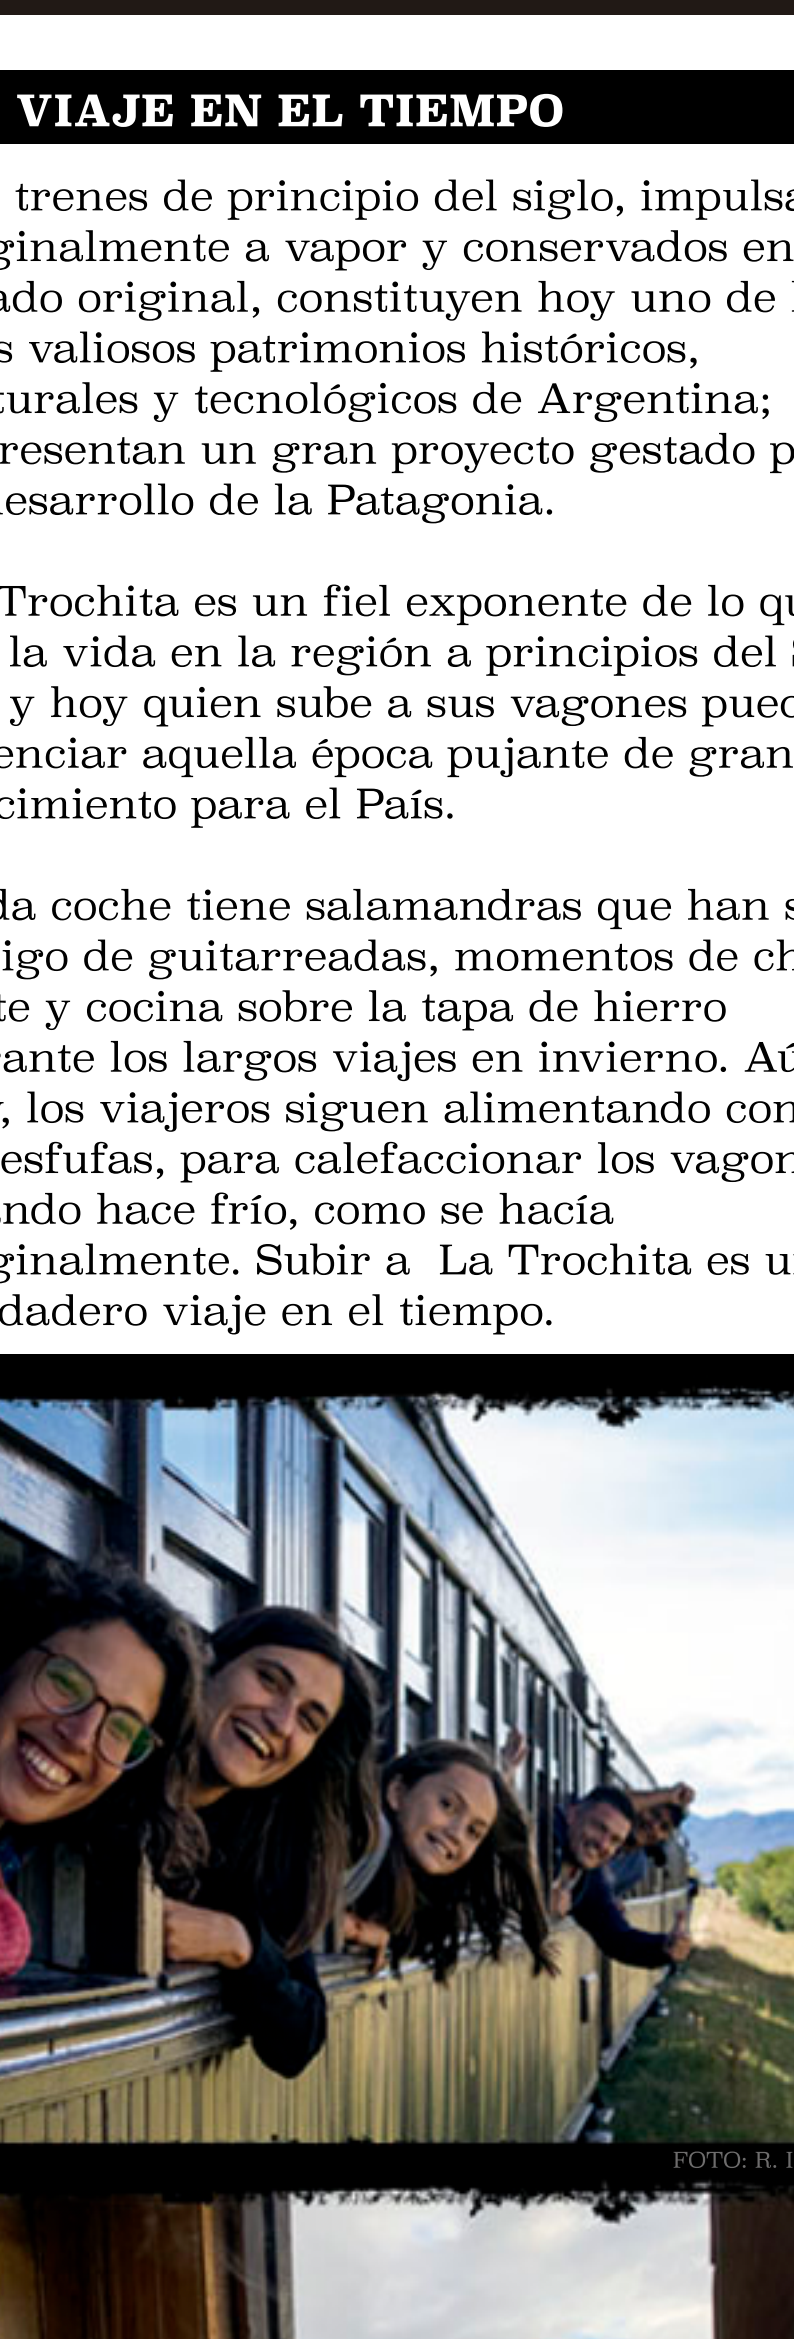 VIAJE EN EL TIEMPO
trenes de principio del siglo, impulsa
ginalmente a vapor y conservados en
ado original, constituyen hoy uno de
s valiosos patrimonios históricos,
turales y tecnológicos de Argentina;
resentan un gran proyecto gestado p
esarrollo de la Patagonia.
Trochita es un fiel exponente de lo qu
la vida en la región a principios del
y hoy quien sube a sus vagones pued
enciar aquella época pujante de gran
cimiento para el País.
da coche tiene salamandras que han s
igo de guitarreadas, momentos de ch
te y cocina sobre la tapa de hierro
ante los largos viajes en invierno. Aú
, los viajeros siguen alimentando con
esfufas, para calefaccionar los vagon
ndo hace frío, como se hacía
ginalmente. Subir a  La Trochita es u
dadero viaje en el tiempo.
FOTO: R. I